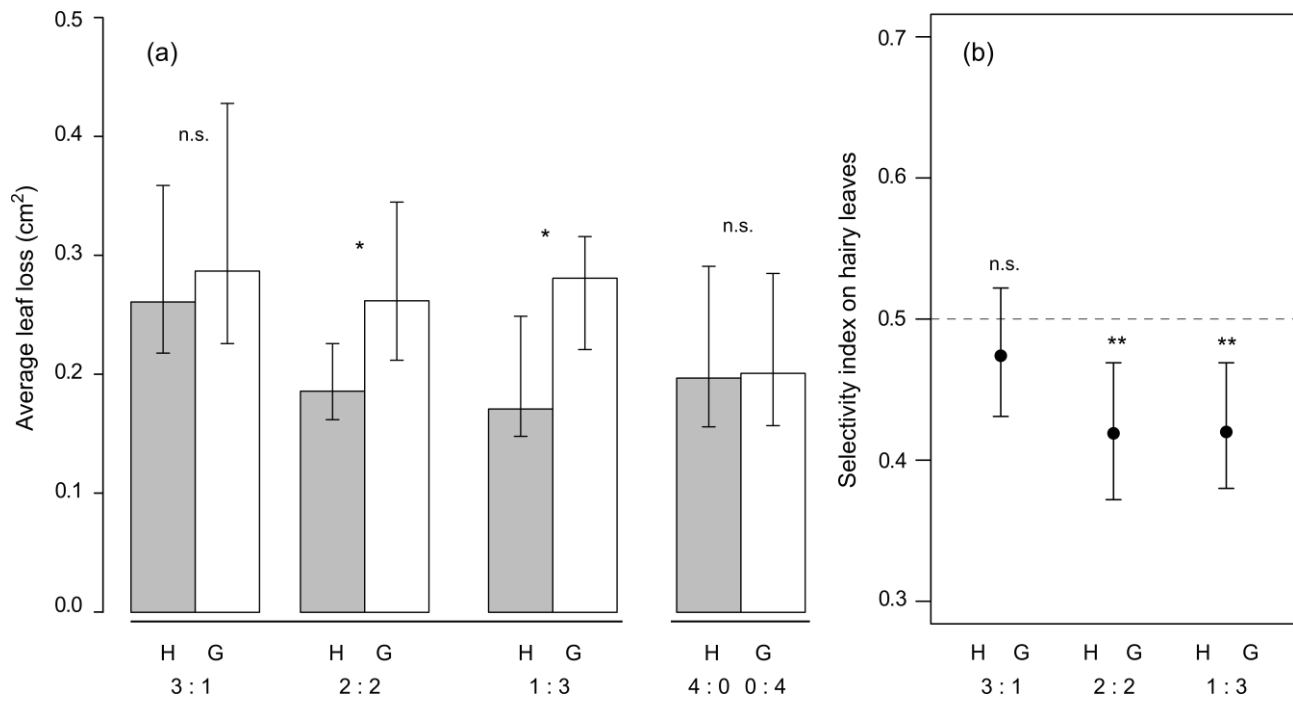 (a)
Average leaf loss (cm²)
0.5
0.4
0.3
0.2
0.1
0.0
n.s.
*
*
n.s.
H G
3 : 1
H G
2 : 2
H G
1 : 3
H G
4 : 0 0 : 4
(b)
Selectivity index on hairy leaves
0.7
0.6
0.5
0.4
0.3
n.s.
**
**
H G
3 : 1
H G
2 : 2
H G
1 : 3